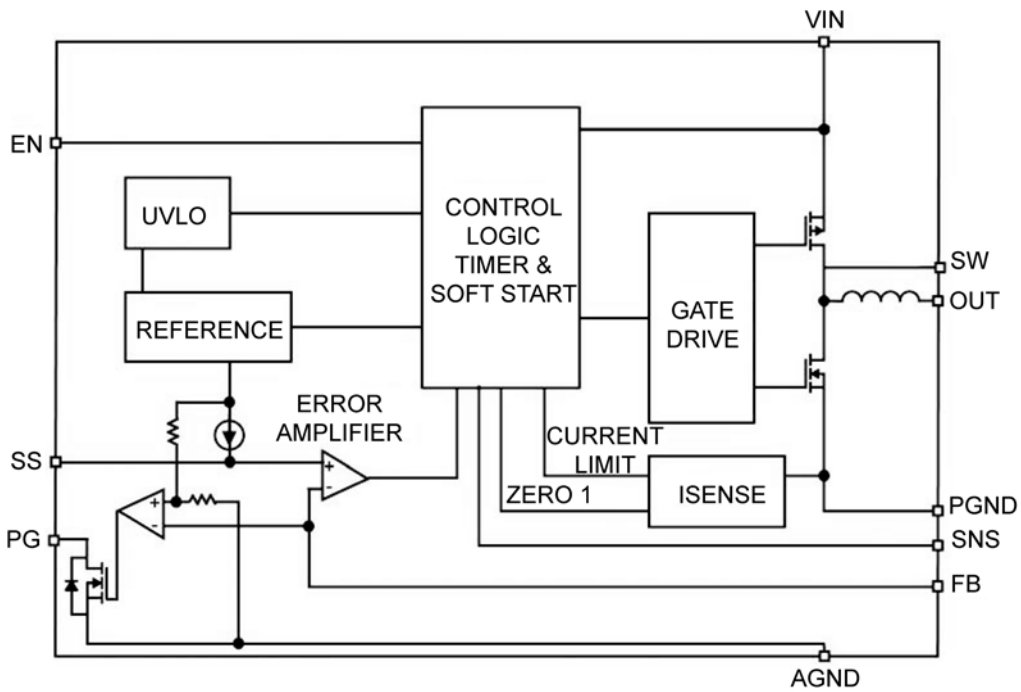 VIN
EN
UVLO
CONTROL
LOGIC
TIMER &
SOFT START
SW
OUT
REFERENCE
GATE
DRIVE
ERROR
AMPLIFIER
+
-
SS
CURRENT
LIMIT
ZERO 1
ISENSE
+
-
PGND
PG
SNS
FB
AGND